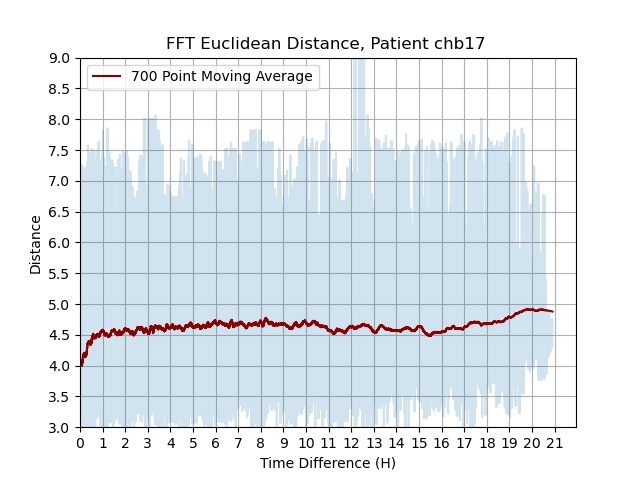 FFT Euclidean Distance, Patient chb17
700 Point Moving Average
9.0
8.5
8.0
7.5
7.0
6.5
6.0
5.5
5.0
4.5
4.0
3.5
3.0
Distance
0 1 2 3 4 5 6 7 8 9 10 11 12 13 14 15 16 17 18 19 20 21
Time Difference (H)